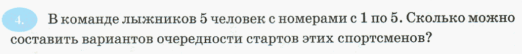 4. В команде лыжников 5 человек с номерами с 1 по 5. Сколько можно
составить вариантов очередности стартов этих спортсменов?